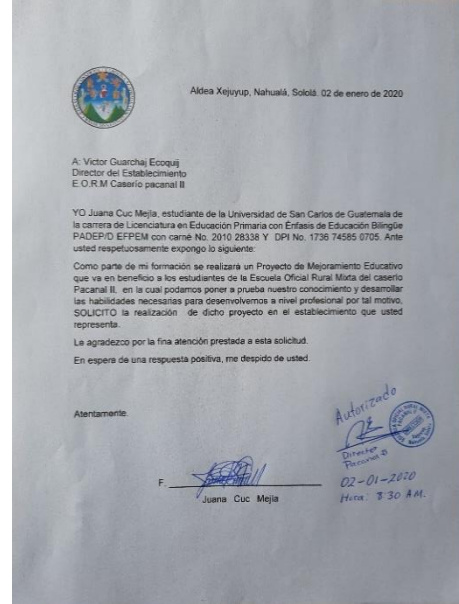 Aldea Xejuyup, Nahualá, Sololá. 02 de enero de 2020
A: Victor Guarchaj Ecoquij
Director del Establecimiento
E.O.R.M Caserío pacanal II
YO Juana Cuc Mejía, estudiante de la Universidad de San Carlos de Guatemala de
la carrera de Licenciatura en Educación Primaria con Énfasis de Educación Bilingüe
PADEP/D EFPEM con carné No. 2010 28338 Y DPI No. 1736 74585 0705. Ante
usted respetuosamente expongo lo siguiente:
Como parte de mi formación se realizará un Proyecto de Mejoramiento Educativo
que va en beneficio a los estudiantes de la Escuela Oficial Rural Mixta del caserío
Pacanal II, en la cual podamos poner a prueba nuestro conocimiento y desarrollar
las habilidades necesarias para desenvolvernos a nivel profesional por tal motivo,
SOLICITO la realización de dicho proyecto en el establecimiento que usted
representa.
Le agradezco por la fina atención prestada a esta solicitud.
En espera de una respuesta positiva, me despido de usted.
Atentamente.
Autorizado
Director
Pacanal II
02-01-2020
Hora: 8:30 AM.
F.
Juana Cuc Mejía